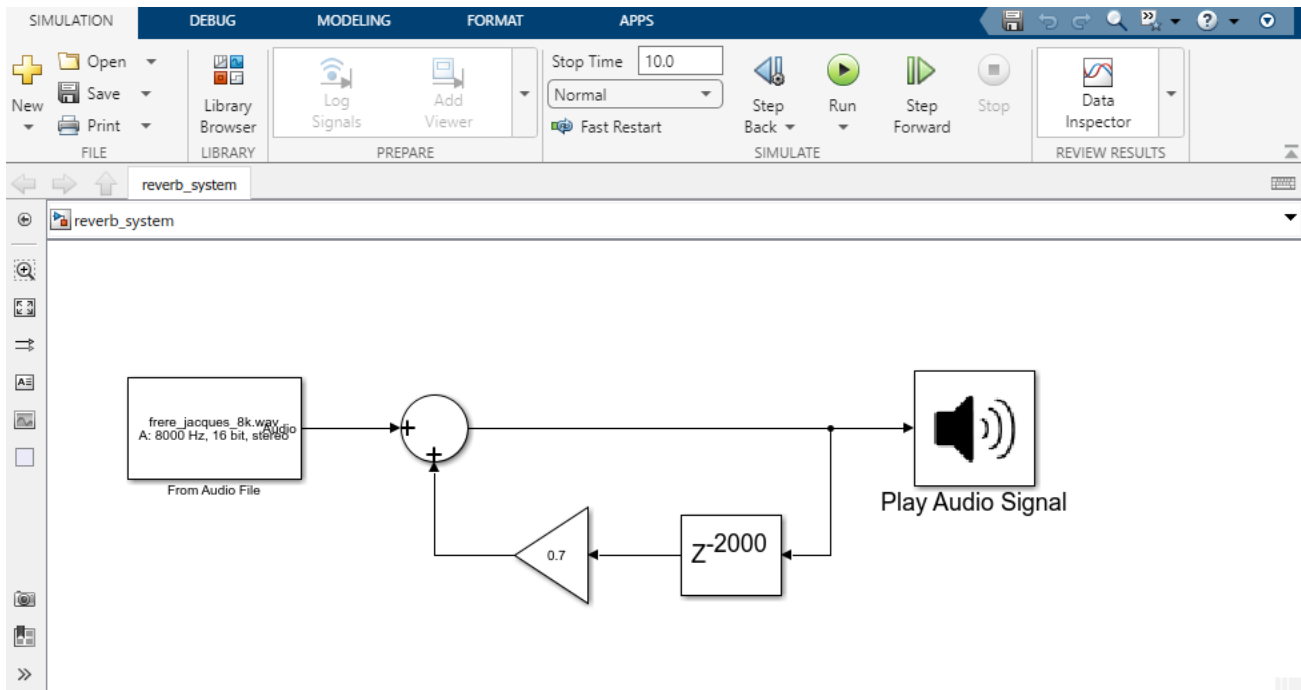 SIMULATION DEBUG MODELING FORMAT APPS
New
Open
Save
Print
FILE
Library
Browser
LIBRARY
Log
Signals
Add
Viewer
PREPARE
Stop Time 10.0
Normal
Fast Restart
Step
Back
Run
Step
Forward
Stop
SIMULATE
Data
Inspector
REVIEW RESULTS
reverb_system
reverb_system
frere_jacques_8k.wav
A: 8000 Hz, 16 bit, stereo
Audio
From Audio File
+
+
0.7
Z-2000
Play Audio Signal